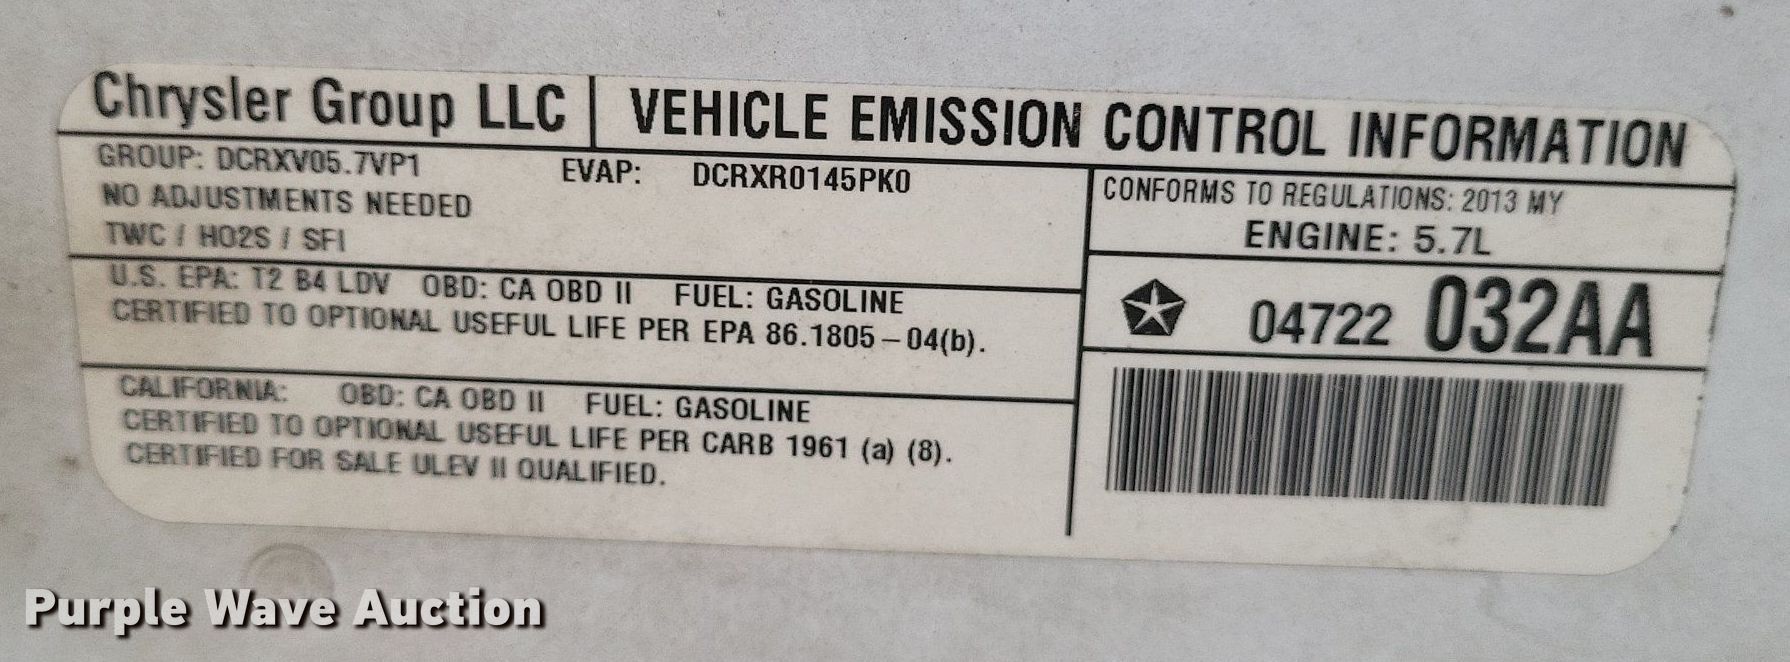 Chrysler Group LLC VEHICLE EMISSION CONTROL INFORMATION
GROUP: DCRXV05.7VP1 EVAP: DCRXR0145PK0
NO ADJUSTMENTS NEEDED
TWC / HO2S / SFI
CONFORMS TO REGULATIONS: 2013 MY
ENGINE: 5.7L
U.S. EPA: T2 B4 LDV OBD: CA OBD II FUEL: GASOLINE
CERTIFIED TO OPTIONAL USEFUL LIFE PER EPA 86.1805-04(b).
04722 032AA
CALIFORNIA: OBD: CA OBD II FUEL: GASOLINE
CERTIFIED TO OPTIONAL USEFUL LIFE PER CARB 1961 (a) (8).
CERTIFIED FOR SALE ULEV II QUALIFIED.
Purple Wave Auction